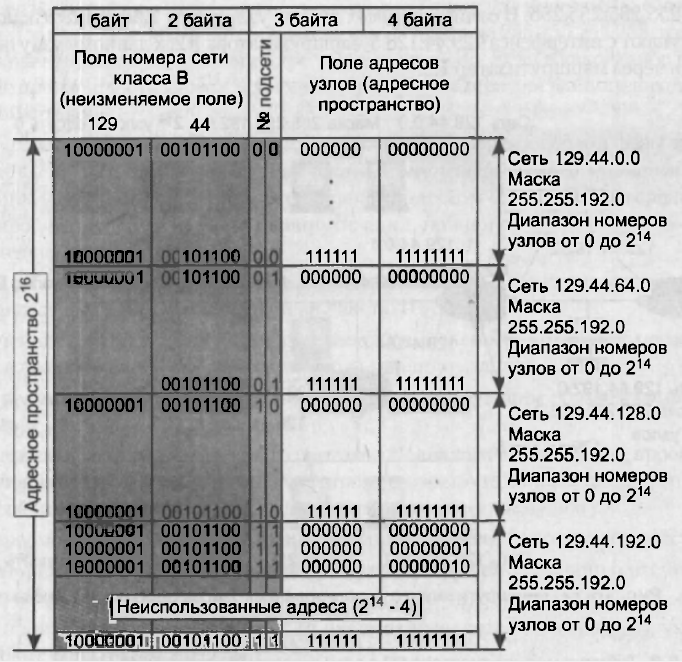 1 байт 2 байта 3 байта 4 байта
Поле номера сети
класса B
(неизменяемое поле)
129 44
№ подсети
Поле адресов
узлов (адресное
пространство)
Адресное пространство 2¹⁶
10000001 00101100 0 0 000000 00000000
Сеть 129.44.0.0
Маска
255.255.192.0
Диапазон номеров
узлов от 0 до 2¹⁴
10000001 00101100 0 0 111111 11111111
10000001 00101100 0 1 000000 00000000
Сеть 129.44.64.0
Маска
255.255.192.0
Диапазон номеров
узлов от 0 до 2¹⁴
00101100 0 1 111111 11111111
10000001 00101100 1 0 000000 00000000
Сеть 129.44.128.0
Маска
255.255.192.0
Диапазон номеров
узлов от 0 до 2¹⁴
10000001 00101100 1 0 111111 11111111
10000001 00101100 1 1 000000 00000000
10000001 00101100 1 1 000000 00000001
10000001 00101100 1 1 000000 00000010
Сеть 129.44.192.0
Маска
255.255.192.0
Диапазон номеров
узлов от 0 до 2¹⁴
Неиспользованные адреса (2¹⁴ - 4)
10000001 00101100 1 1 111111 11111111